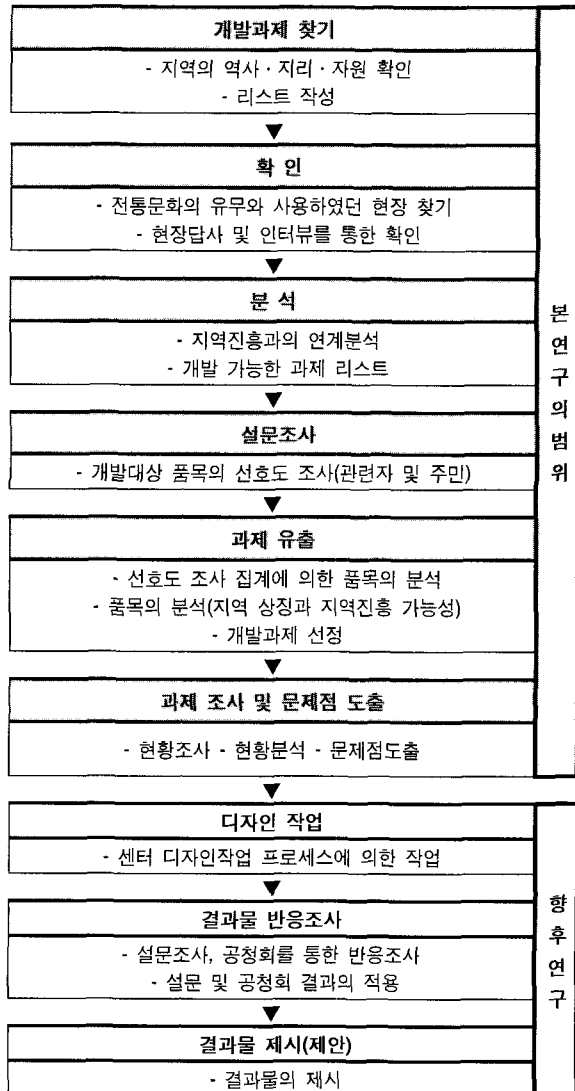 개발과제 찾기
- 지역의 역사·지리·자원 확인
- 리스트 작성
▼
확 인
- 전통문화의 유무와 사용하였던 현장 찾기
- 현장답사 및 인터뷰를 통한 확인
▼
분 석
- 지역진흥과의 연계분석
- 개발 가능한 과제 리스트
▼
설문조사
- 개발대상 품목의 선호도 조사(관련자 및 주민)
▼
과제 유출
- 선호도 조사 집계에 의한 품목의 분석
- 품목의 분석(지역 상징과 지역진흥 가능성)
- 개발과제 선정
▼
과제 조사 및 문제점 도출
- 현황조사 - 현황분석 - 문제점도출
본연구의범위
▼
디자인 작업
- 센터 디자인작업 프로세스에 의한 작업
▼
결과물 반응조사
- 설문조사, 공청회를 통한 반응조사
- 설문 및 공청회 결과의 적용
▼
결과물 제시(제안)
- 결과물의 제시
향후연구